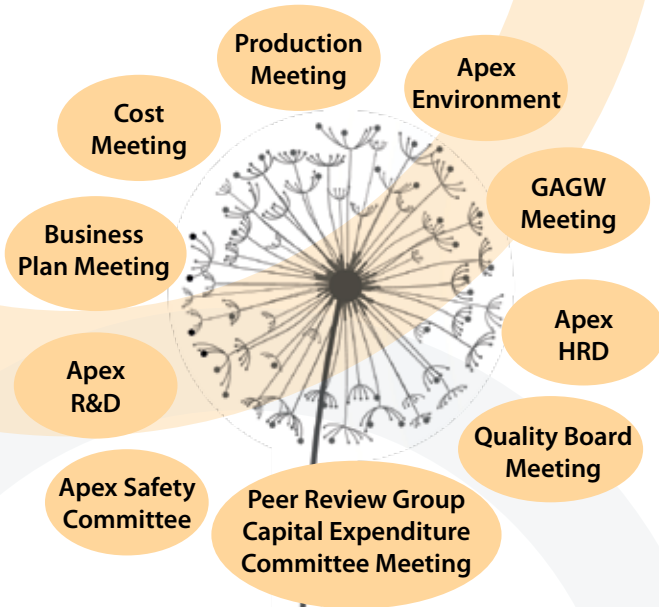 Production
Meeting
Apex
Environment
Cost
Meeting
GAGW
Meeting
Business
Plan Meeting
Apex
HRD
Apex
R&D
Quality Board
Meeting
Apex Safety
Committee
Peer Review Group
Capital Expenditure
Committee Meeting